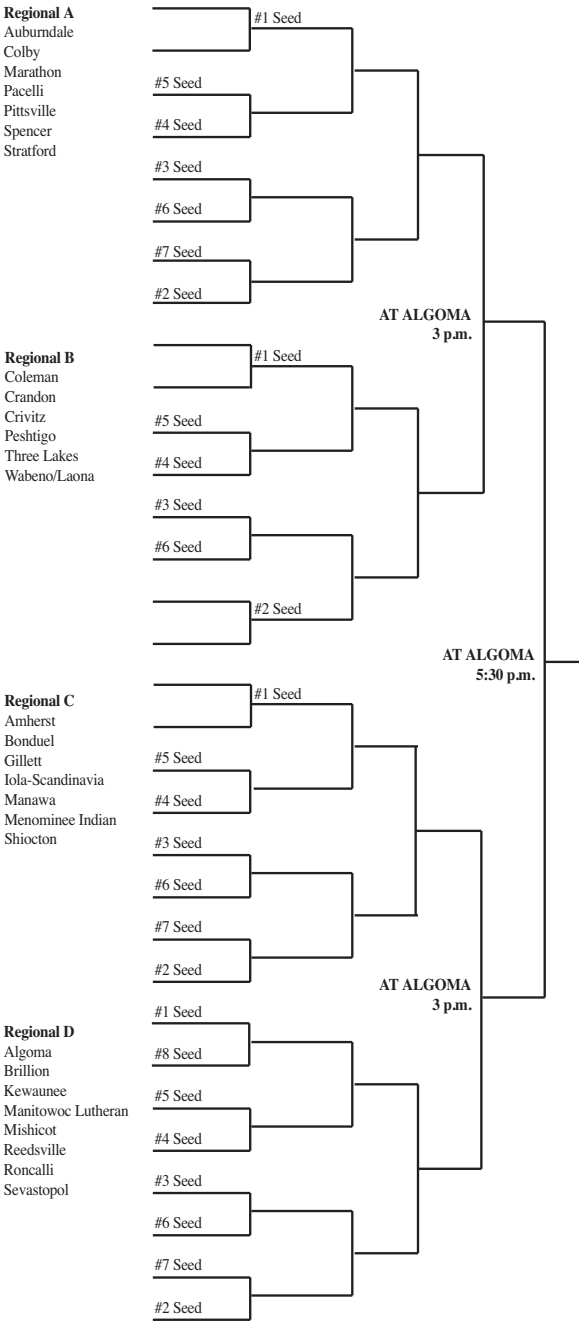 Regional A
Auburndale
Colby
Marathon
Pacelli
Pittsville
Spencer
Stratford
#1 Seed
#5 Seed
#4 Seed
#3 Seed
#6 Seed
#7 Seed
#2 Seed
AT ALGOMA
3 p.m.
Regional B
Coleman
Crandon
Crivitz
Peshtigo
Three Lakes
Wabeno/Laona
#1 Seed
#5 Seed
#4 Seed
#3 Seed
#6 Seed
#2 Seed
AT ALGOMA
5:30 p.m.
Regional C
Amherst
Bonduel
Gillett
Iola-Scandinavia
Manawa
Menominee Indian
Shiocton
#1 Seed
#5 Seed
#4 Seed
#3 Seed
#6 Seed
#7 Seed
#2 Seed
AT ALGOMA
3 p.m.
Regional D
Algoma
Brillion
Kewaunee
Manitowoc Lutheran
Mishicot
Reedsville
Roncalli
Sevastopol
#1 Seed
#8 Seed
#5 Seed
#4 Seed
#3 Seed
#6 Seed
#7 Seed
#2 Seed